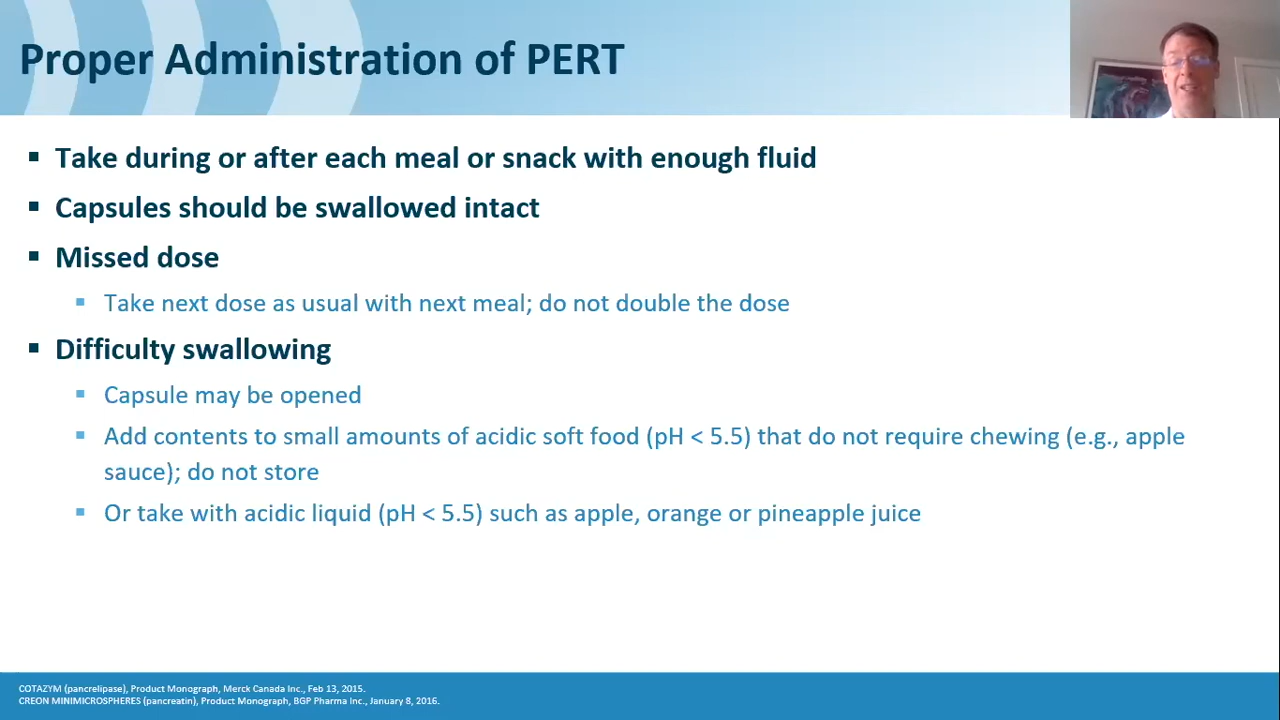 Proper Administration of PERT
▪ Take during or after each meal or snack with enough fluid
▪ Capsules should be swallowed intact
▪ Missed dose
▪ Take next dose as usual with next meal; do not double the dose
▪ Difficulty swallowing
▪ Capsule may be opened
▪ Add contents to small amounts of acidic soft food (pH < 5.5) that do not require chewing (e.g., apple
sauce); do not store
▪ Or take with acidic liquid (pH < 5.5) such as apple, orange or pineapple juice
COTAZYM (pancrelipase), Product Monograph, Merck Canada Inc., Feb 13, 2015.
CREON MINIMICROSPHERES (pancreatin), Product Monograph, BGP Pharma Inc., January 8, 2016.